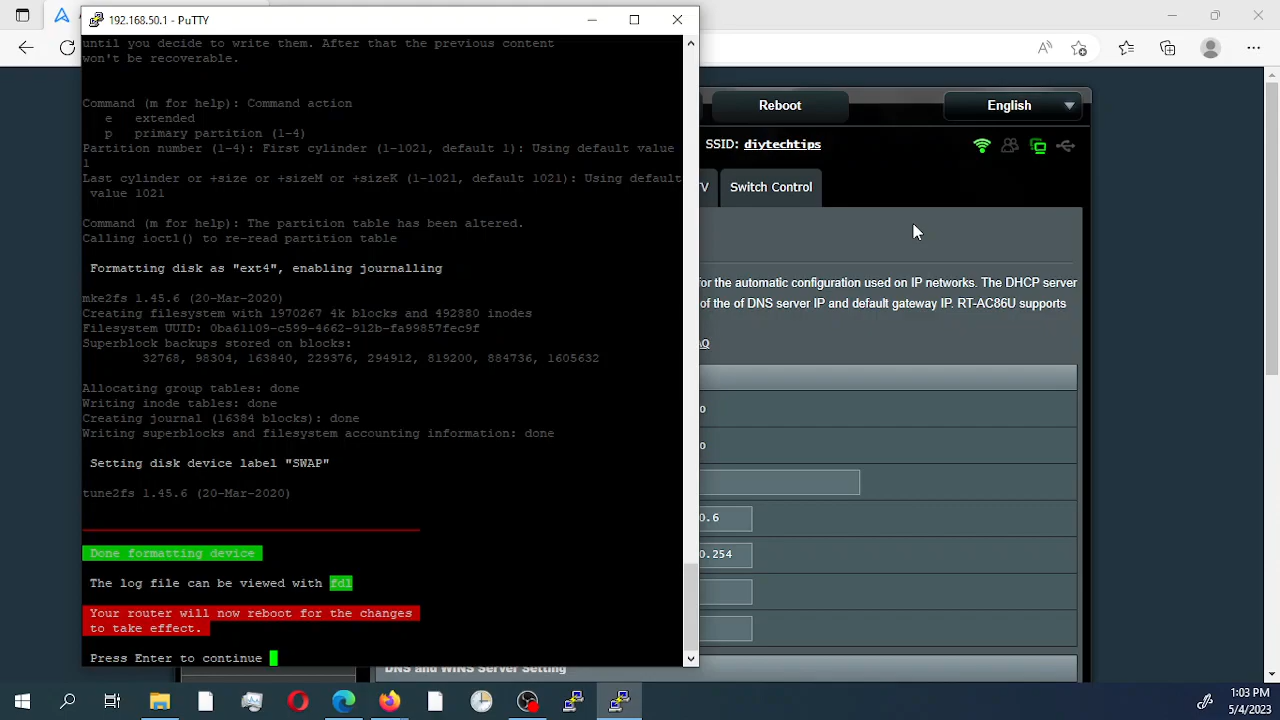 192.168.50.1 - PuTTY
until you decide to write them. After that the previous content
won't be recoverable.
Command (m for help): Command action
e extended
p primary partition (1-4)
Partition number (1-4): First cylinder (1-1021, default 1): Using default value
1
Last cylinder or +size or +sizeM or +sizeK (1-1021, default 1021): Using default
value 1021
Command (m for help): The partition table has been altered.
Calling ioctl() to re-read partition table
Formatting disk as "ext4", enabling journalling
mke2fs 1.45.6 (20-Mar-2020)
Creating filesystem with 1970267 4k blocks and 492880 inodes
Filesystem UUID: 0ba61109-c599-4662-912b-fa99857fec9f
Superblock backups stored on blocks:
32768, 98304, 163840, 229376, 294912, 819200, 884736, 1605632
Allocating group tables: done
Writing inode tables: done
Creating journal (16384 blocks): done
Writing superblocks and filesystem accounting information: done
Setting disk device label "SWAP"
tune2fs 1.45.6 (20-Mar-2020)
Done formatting device
The log file can be viewed with fdl
Your router will now reboot for the changes
to take effect.
Press Enter to continue
Reboot
English
SSID: diytechtips
TV
Switch Control
for the automatic configuration used on IP networks. The DHCP server
of the of DNS server IP and default gateway IP. RT-AC86U supports
AQ
o
o
0.6
0.254
DNS and WINS Server Setting
1:03 PM
5/4/2023